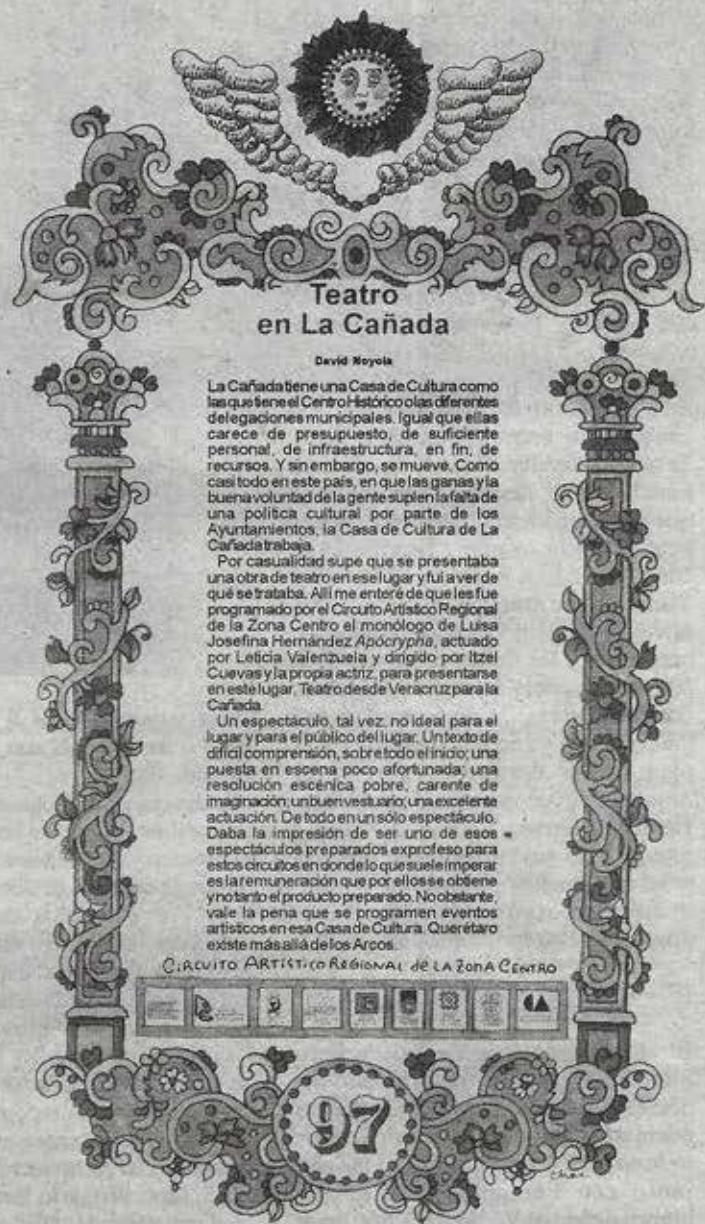 Teatro
en La Cañada
David Noyola
La Cañada tiene una Casa de Cultura como
las que tiene el Centro Histórico o las diferentes
delegaciones municipales. Igual que ellas
carece de presupuesto, de suficiente
personal, de infraestructura, en fin, de
recursos. Y sin embargo, se mueve. Como
casi todo en este país, en que las ganas y la
buena voluntad de la gente suplen la falta de
una política cultural por parte de los
Ayuntamientos, la Casa de Cultura de La
Cañada trabaja.
Por casualidad supe que se presentaba
una obra de teatro en ese lugar y fui a ver de
qué se trataba. Allí me enteré de que les fue
programado por el Circuito Artístico Regional
de la Zona Centro el monólogo de Luisa
Josefina Hernández Apócrypha, actuado
por Leticia Valenzuela y dirigido por Itzel
Cuevas y la propia actriz, para presentarse
en este lugar. Teatro desde Veracruz para la
Cañada.
Un espectáculo, tal vez, no ideal para el
lugar y para el público del lugar. Un texto de
difícil comprensión, sobre todo el inicio; una
puesta en escena poco afortunada; una
resolución escénica pobre, carente de
imaginación; un buen vestuario; una excelente
actuación. De todo en un sólo espectáculo.
Daba la impresión de ser uno de esos
espectáculos preparados exprofeso para
estos circuitos en donde lo que suele imperar
es la remuneración que por ellos se obtiene
y no tanto el producto preparado. No obstante,
vale la pena que se programen eventos
artísticos en esa Casa de Cultura. Querétaro
existe más allá de los Arcos.
CIRCUITO ARTÍSTICO REGIONAL de LA ZONA CENTRO
97